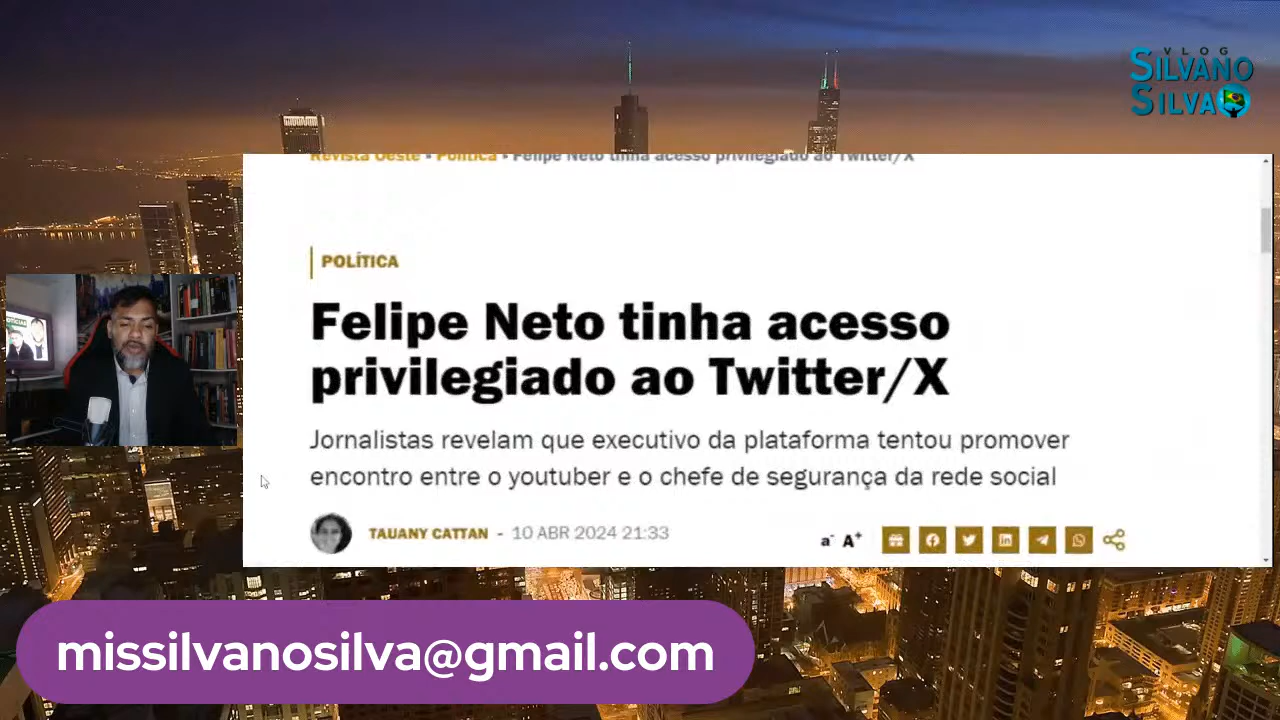 VLOG
SILVANO
SILVA
Revista Oeste • Política • Felipe Neto tinha acesso privilegiado ao Twitter/X
POLÍTICA
Felipe Neto tinha acesso
privilegiado ao Twitter/X
Jornalistas revelam que executivo da plataforma tentou promover
encontro entre o youtuber e o chefe de segurança da rede social
TAUANY CATTAN - 10 ABR 2024 21:33
a- A+
missilvanosilva@gmail.com